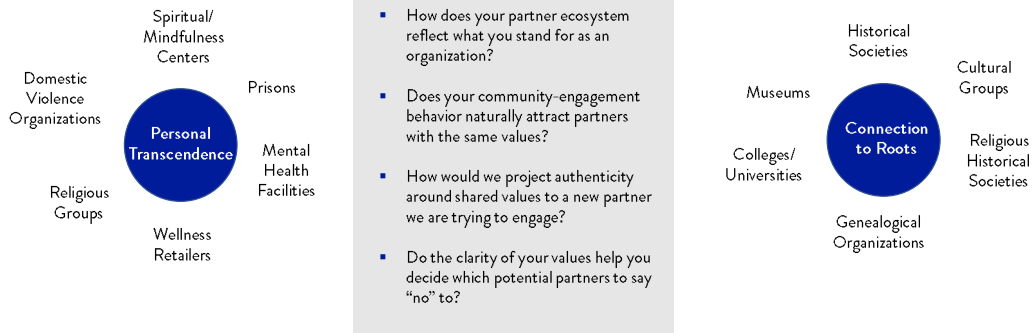 Spiritual/
Mindfulness
Centers
Domestic
Violence
Organizations
Prisons
Personal
Transcendence
Mental
Health
Facilities
Religious
Groups
Wellness
Retailers
How does your partner ecosystem
reflect what you stand for as an
organization?
Does your community-engagement
behavior naturally attract partners
with the same values?
How would we project authenticity
around shared values to a new partner
we are trying to engage?
Do the clarity of your values help you
decide which potential partners to say
“no” to?
Historical
Societies
Cultural
Groups
Museums
Connection
to Roots
Religious
Historical
Societies
Colleges/
Universities
Genealogical
Organizations